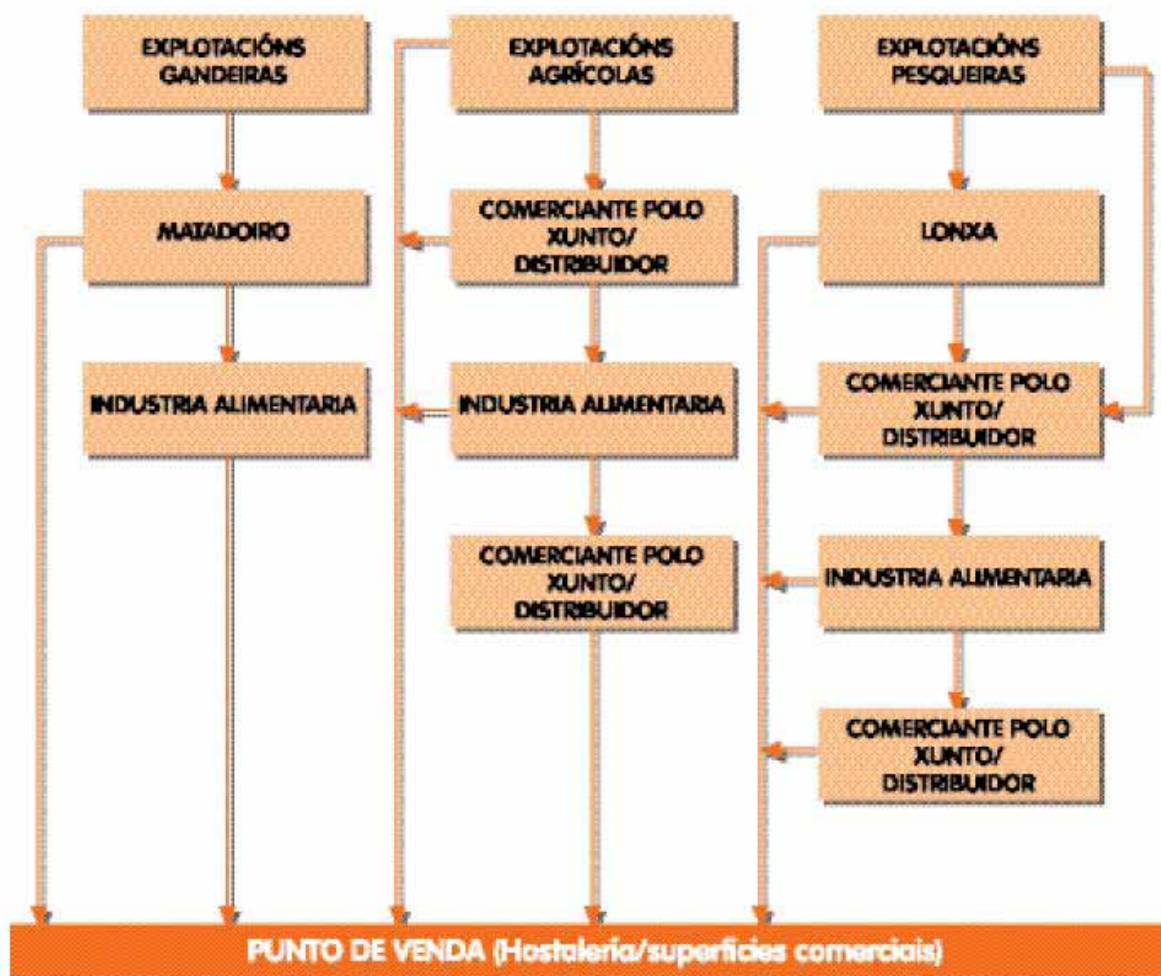 EXPLOTACIÓNS
GANDEIRAS
EXPLOTACIÓNS
AGRÍCOLAS
EXPLOTACIÓNS
PESQUEIRAS
MATADOIRO
COMERCIANTE POLO
XUNTO/
DISTRIBUIDOR
LONXA
INDUSTRIA ALIMENTARIA
INDUSTRIA ALIMENTARIA
COMERCIANTE POLO
XUNTO/
DISTRIBUIDOR
COMERCIANTE POLO
XUNTO/
DISTRIBUIDOR
INDUSTRIA ALIMENTARIA
COMERCIANTE POLO
XUNTO/
DISTRIBUIDOR
PUNTO DE VENDA (Hostalería/superficies comerciais)